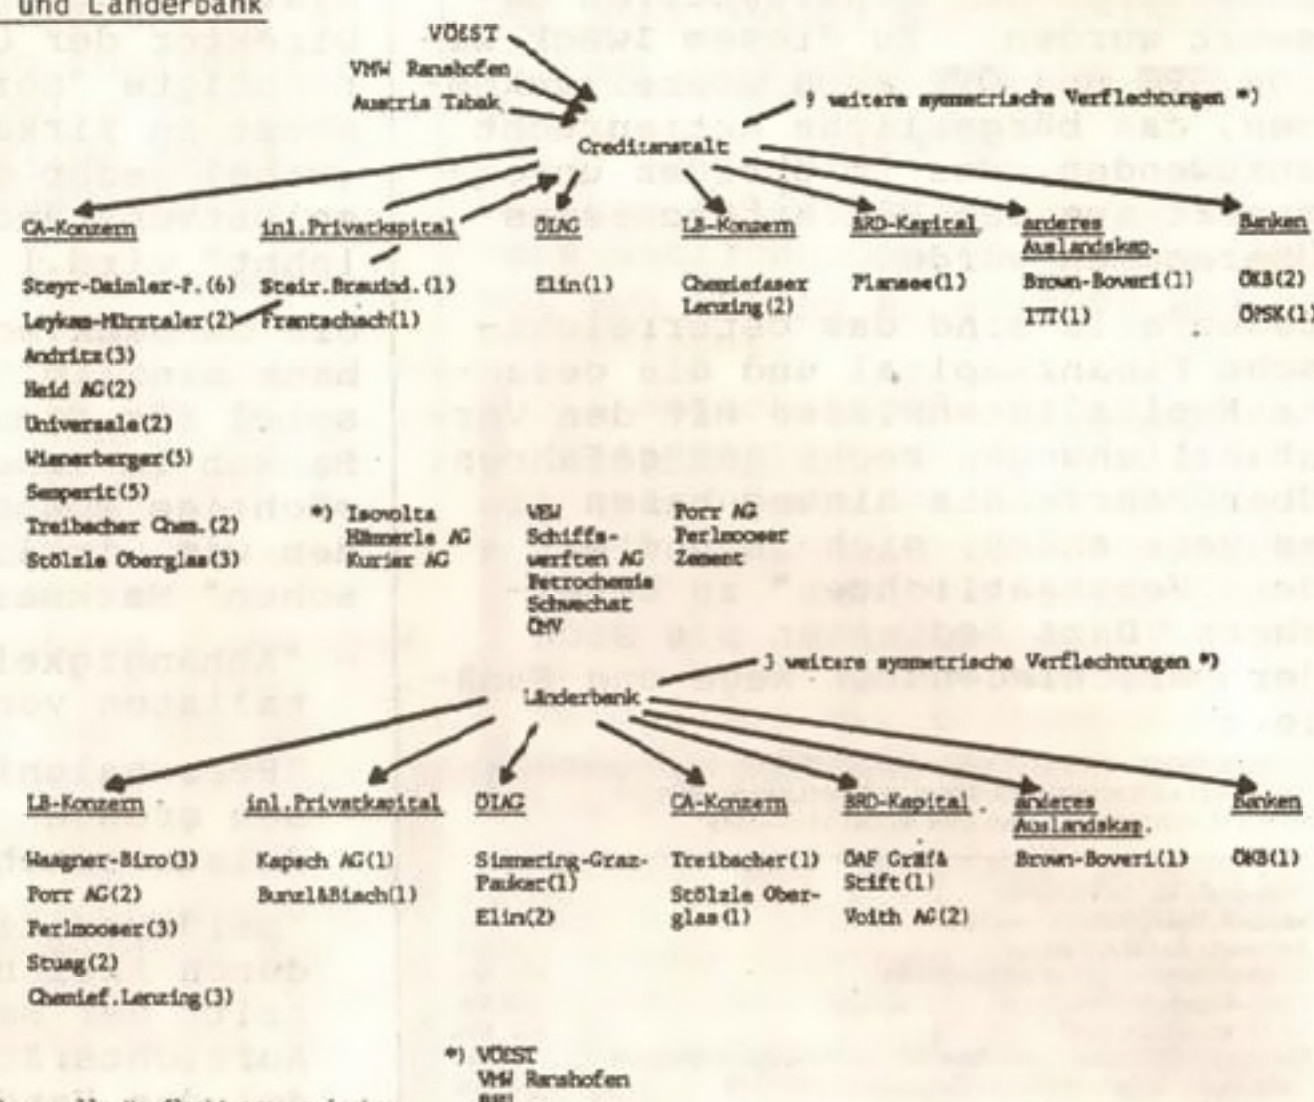 und Länderbank
VÖEST
VMW Ranshofen
Austria Tabak
9 weitere symmetrische Verflechtungen *)
Creditanstalt
CA-Konzern
Steyr-Daimler-P.(6)
Leykam-Mürztaler(2)
Andritz(3)
Heid AG(2)
Universale(2)
Wienerberger(5)
Semperit(5)
Treibacher Chem.(2)
Stölzle Oberglas(3)
inl.Privatkapital
Steir.Brauind.(1)
Frantschach(1)
ÖIAG
Elin(1)
LB-Konzern
Chemiefaser
Lenzing(2)
BRD-Kapital
Plansee(1)
anderes
Auslandskap.
Brown-Boveri(1)
ITT(1)
Banken
ÖKB(2)
ÖPSK(1)
*) Isovolta
Hämmerle AG
Kurier AG
VEW
Schiffs-
werften AG
Petrochemie
Schwechat
ÖMV
Porr AG
Perlmooser
Zement
3 weitere symmetrische Verflechtungen *)
Länderbank
LB-Konzern
Waagner-Biro(3)
Porr AG(2)
Perlmooser(3)
Stuag(2)
Chemief.Lenzing(3)
inl.Privatkapital
Kapsch AG(1)
Bunzl&Biach(1)
ÖIAG
Simmering-Graz-
Pauker(1)
Elin(2)
CA-Konzern
Treibacher(1)
Stölzle Ober-
glas(1)
BRD-Kapital
ÖAF Gräf&
Stift(1)
Voith AG(2)
anderes
Auslandskap.
Brown-Boveri(1)
Banken
ÖKB(1)
*) VÖEST
VMW Ranshofen